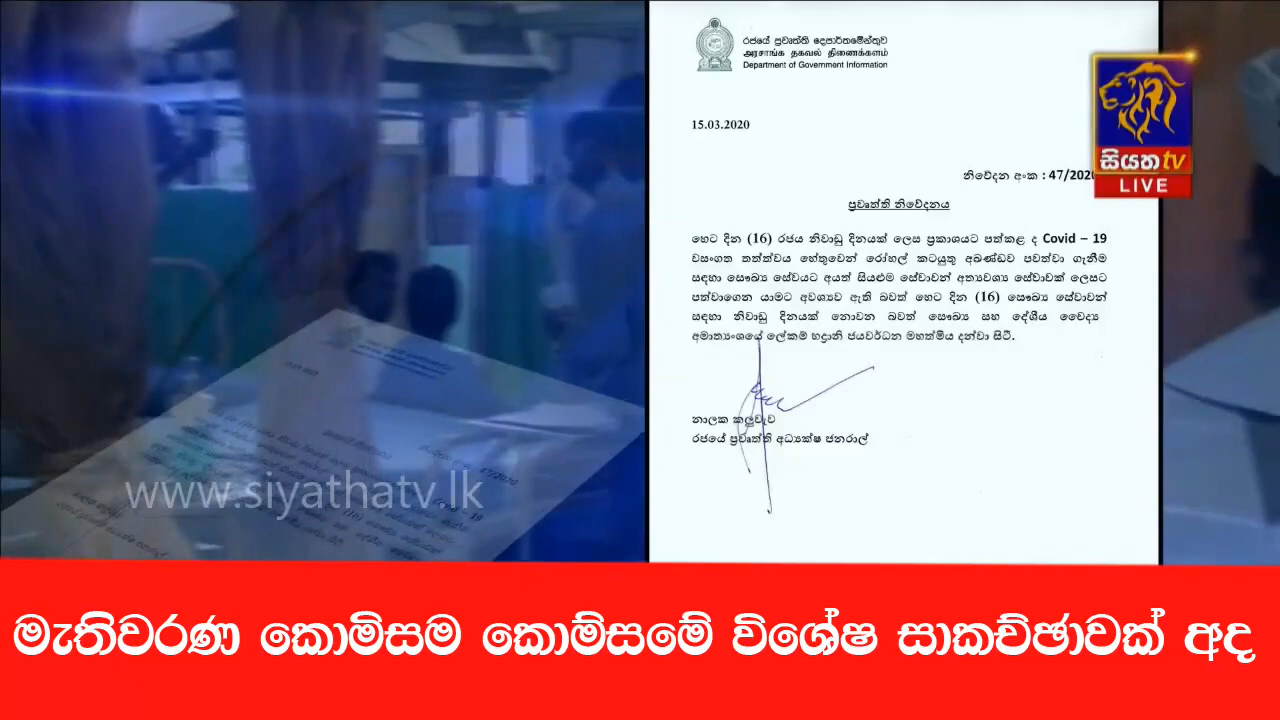 රජයේ ප්‍රවෘත්ති දෙපාර්තමේන්තුව
அரசாங்க தகவல் திணைக்களம்
Department of Government Information
15.03.2020
නිවේදන අංක : 47/2020
ප්‍රවෘත්ති නිවේදනය
හෙට දින (16) රජය නිවාඩු දිනයක් ලෙස ප්‍රකාශයට පත්කළ ද Covid – 19
වසංගත තත්ත්වය හේතුවෙන් රෝහල් කටයුතු අඛණ්ඩව පවත්වා ගැනීම
සඳහා සෞඛ්‍ය සේවයට අයත් සියළුම සේවාවන් අත්‍යවශ්‍ය සේවාවක් ලෙසට
පත්වාගෙන යාමට අවශ්‍යව ඇති බවත් හෙට දින (16) සෞඛ්‍ය සේවාවන්
සඳහා නිවාඩු දිනයක් නොවන බවත් සෞඛ්‍ය සහ දේශීය වෛද්‍ය
අමාත්‍යංශයේ ලේකම් භද්‍රානි ජයවර්ධන මහත්මිය දන්වා සිටී.
නාලක කලුවැව
රජයේ ප්‍රවෘත්ති අධ්‍යක්ෂ ජනරාල්
සියත tv
LIVE
www.siyathatv.lk
මැතිවරණ කොමිසම කොම්සමේ විශේෂ සාකච්ඡාවක් අද